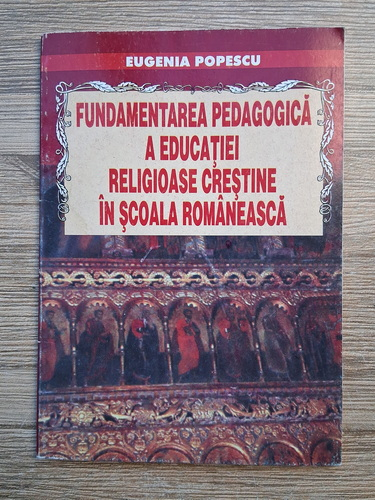 EUGENIA POPESCU
FUNDAMENTAREA PEDAGOGICĂ
A EDUCAȚIEI
RELIGIOASE CREȘTINE
ÎN ȘCOALA ROMÂNEASCĂ